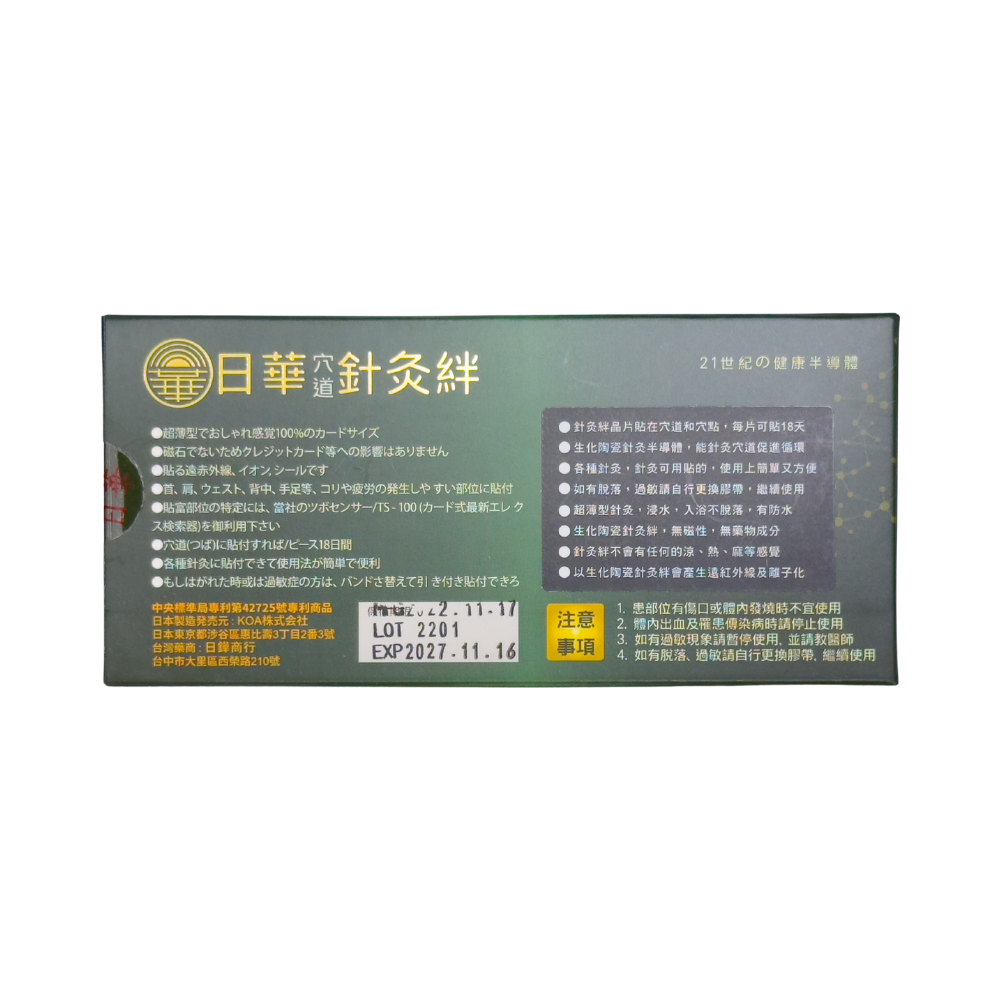 日華穴道針灸絆
21世紀の健康半導體
●超薄型でおしゃれ感覚100%のカードサイズ
●磁石でないためクレジットカード等への影響はありません
●貼る遠赤外線、イオン、シールです
●首、肩、ウェスト、背中、手足等、コリや疲労の発生しや すい部位に貼付
●貼富部位の特定には、當社のツボセンサー/TS-100 (カード式最新エレク
ス検索器)を御利用下さい
●穴道(つば)に貼付すれば/ピース18日間
●各種針灸に貼付できて使用法が簡単で便利
●もしはがれた時或は過敏症の方は、バンドさ替えて引き付き貼付できろ
●針灸絆晶片貼在穴道和穴點，每片可貼18天
●生化陶瓷針灸半導體，能針灸穴道促進循環
●各種針灸，針灸可用貼的，使用上簡單又方便
●如有脫落，過敏請自行更換膠帶，繼續使用
●超薄型針灸，浸水，入浴不脫落，有防水
●生化陶瓷針灸絆，無磁性，無藥物成分
●針灸絆不會有任何的涼、熱、麻等感覺
●以生化陶瓷針灸絆會產生遠紅外線及離子化
中央標準局專利第42725號專利商品
日本製造発売元：KOA株式会社
日本東京都涉谷區惠比壽3丁目2番3號
台灣藥商：日鏵商行
台中市大里區西榮路210號
2022.11.17
LOT 2201
EXP2027.11.16
注意
事項
1. 患部位有傷口或體內發燒時不宜使用
2. 體內出血及罹患傳染病時請停止使用
3. 如有過敏現象請暫停使用, 並請教醫師
4. 如有脫落、過敏請自行更換膠帶, 繼續使用